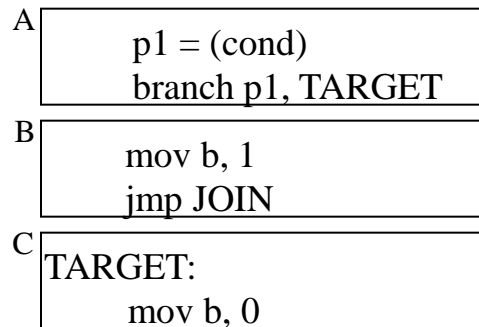 A
p1 = (cond)
branch p1, TARGET
B
mov b, 1
jmp JOIN
C
TARGET:
mov b, 0